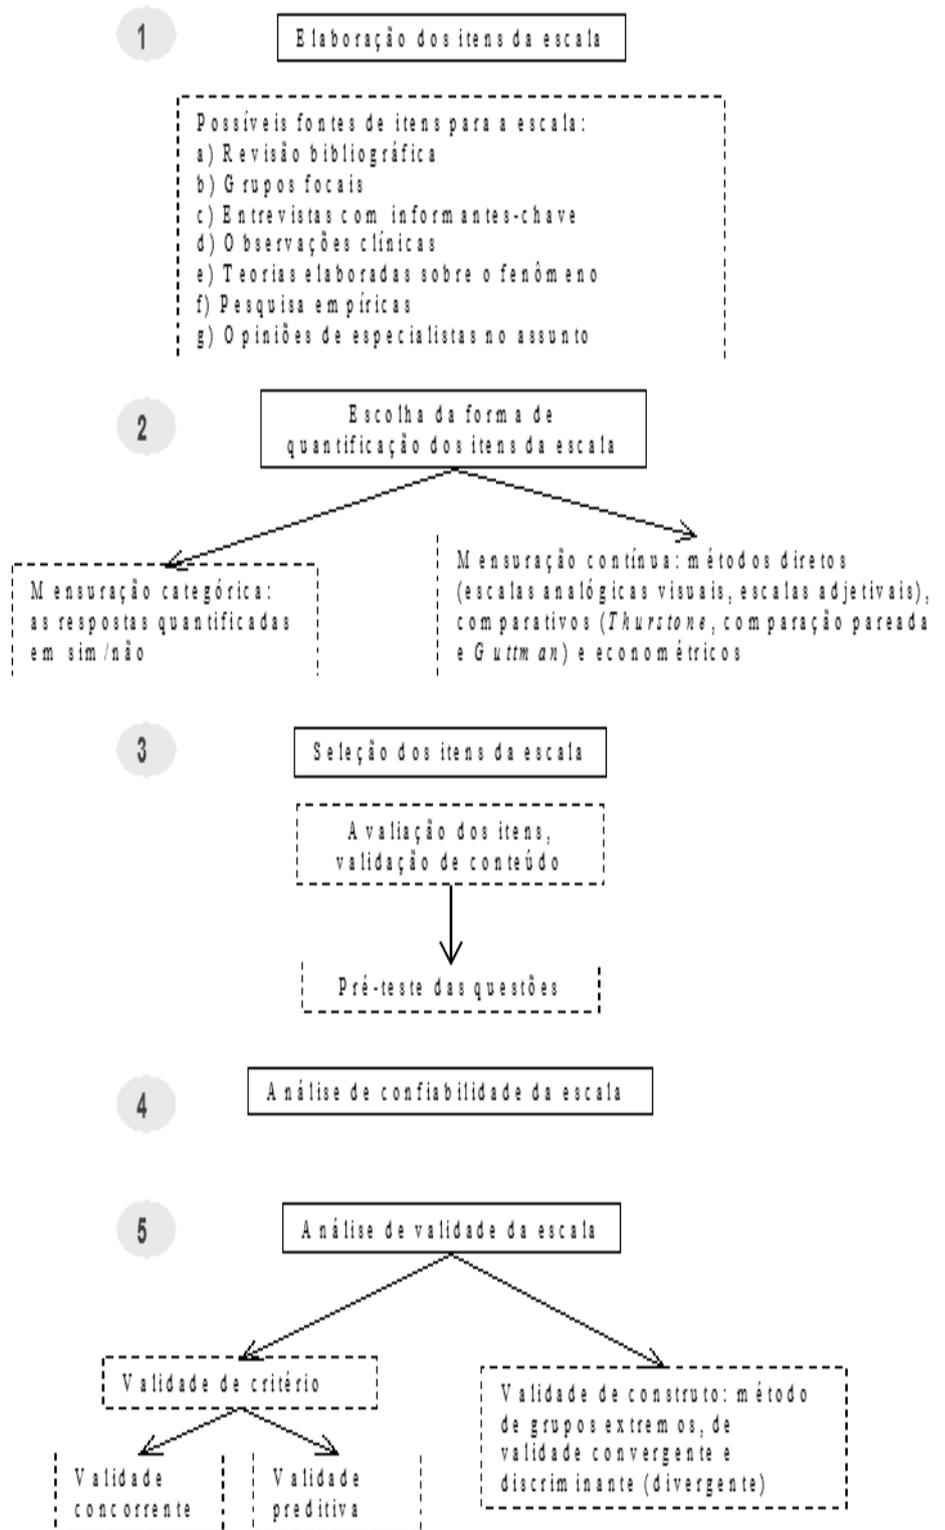 1
Elaboração dos itens da escala
Possíveis fontes de itens para a escala:
a) Revisão bibliográfica
b) Grupos focais
c) Entrevistas com informantes-chave
d) Observações clínicas
e) Teorias elaboradas sobre o fenômeno
f) Pesquisa empíricas
g) Opiniões de especialistas no assunto
2
Escolha da forma de
quantificação dos itens da escala
Mensuração categórica:
as respostas quantificadas
em sim/não
Mensuração contínua: métodos diretos
(escalas analógicas visuais, escalas adjetivais),
comparativos (Thurstone, comparação pareada
e Guttman) e econométricos
3
Seleção dos itens da escala
Avaliação dos itens,
validação de conteúdo
Pré-teste das questões
4
Análise de confiabilidade da escala
5
Análise de validade da escala
Validade de critério
Validade
concorrente
Validade
preditiva
Validade de construto: método
de grupos extremos, de
validade convergente e
discriminante (divergente)